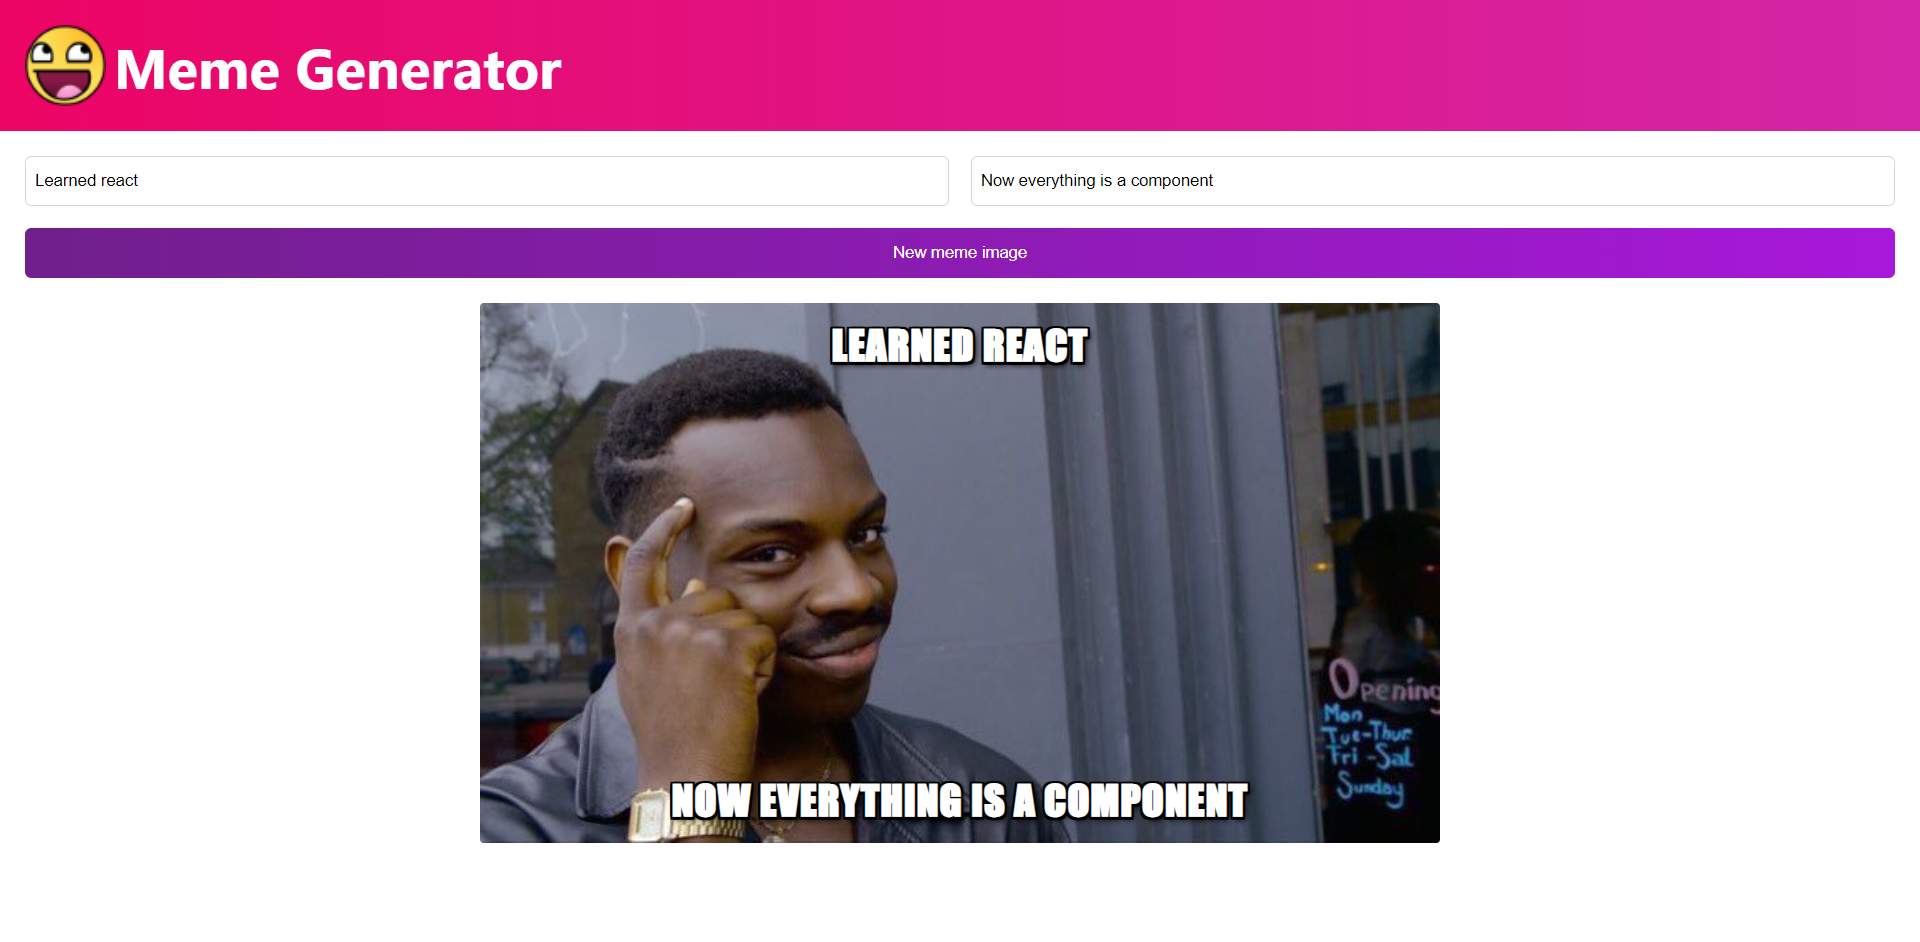 Meme Generator
Learned react
Now everything is a component
New meme image
LEARNED REACT
Opening
Mon
Tue-Thur
Fri -Sat
Sunday
NOW EVERYTHING IS A COMPONENT